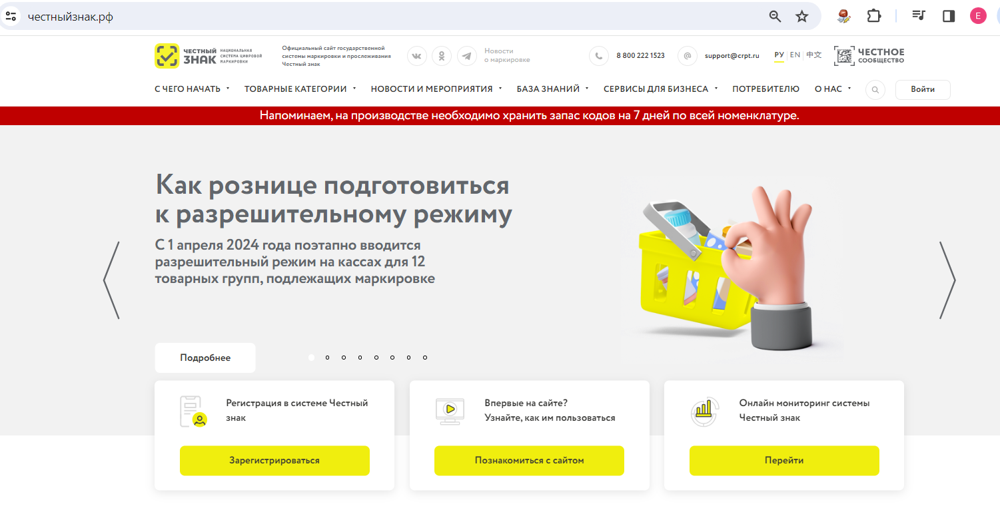 честныйзнак.рф
E
ЧЕСТНЫЙ
ЗНАК
НАЦИОНАЛЬНАЯ
СИСТЕМА ЦИФРОВОЙ
МАРКИРОВКИ
Официальный сайт государственной
системы маркировки и прослеживания
Честный знак
Новости
о маркировке
8 800 222 1523
@
support@crpt.ru
РУ
EN
中文
ЧЕСТНОЕ
СООБЩЕСТВО
С ЧЕГО НАЧАТЬ
ТОВАРНЫЕ КАТЕГОРИИ
НОВОСТИ И МЕРОПРИЯТИЯ
БАЗА ЗНАНИЙ
СЕРВИСЫ ДЛЯ БИЗНЕСА
ПОТРЕБИТЕЛЮ
О НАС
Войти
Напоминаем, на производстве необходимо хранить запас кодов на 7 дней по всей номенклатуре.
Как рознице подготовиться
к разрешительному режиму
С 1 апреля 2024 года поэтапно вводится
разрешительный режим на кассах для 12
товарных групп, подлежащих маркировке
Подробнее
Регистрация в системе Честный
знак
Зарегистрироваться
Впервые на сайте?
Узнайте, как им пользоваться
Познакомиться с сайтом
Онлайн мониторинг системы
Честный знак
Перейти